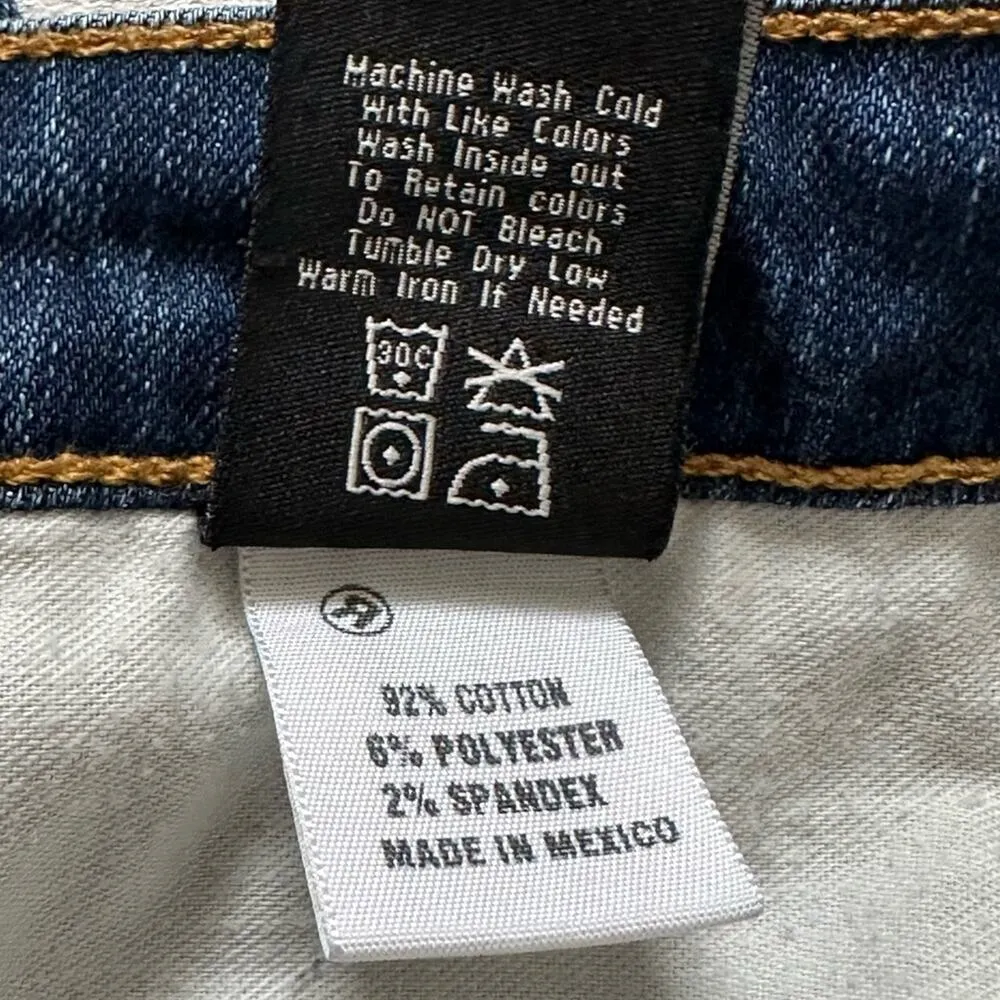 Machine Wash Cold
With Like Colors
Wash Inside out
To Retain colors
Do NOT Bleach
Tumble Dry Low
Warm Iron If Needed
30C
92% COTTON
6% POLYESTER
2% SPANDEX
MADE IN MEXICO